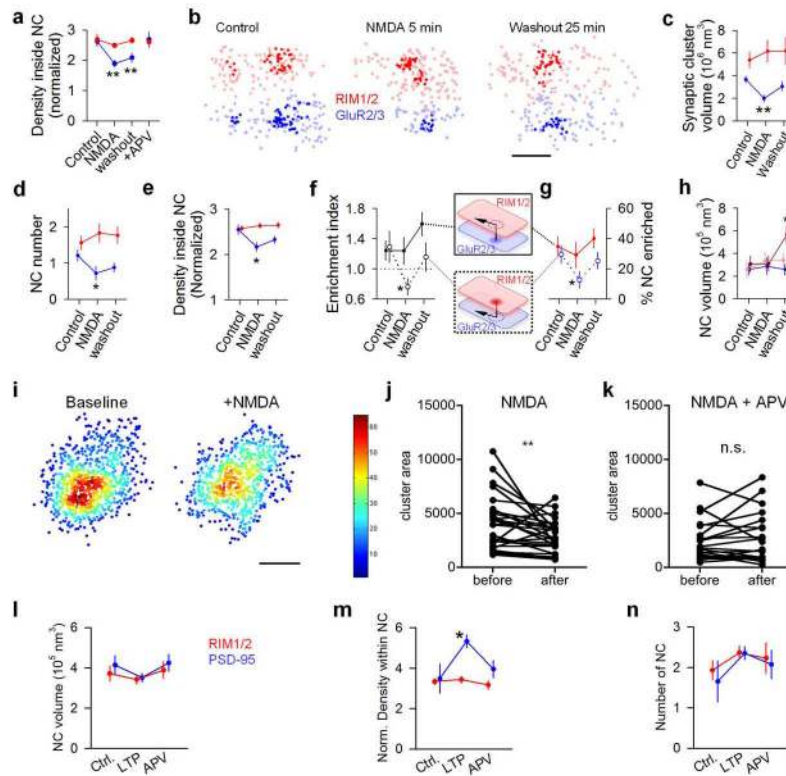 a
Density inside NC
(normalized)
3
2
1
0
**
**
Control
NMDA
washout
+APV
b
Control
NMDA 5 min
Washout 25 min
RIM1/2
GluR2/3
c
Synaptic cluster
volume (10⁶ nm³)
8
6
4
2
0
**
Control
NMDA
Washout
d
NC number
2
1
0
*
Control
NMDA
washout
e
Density inside NC
(Normalized)
3
2
1
*
Control
NMDA
washout
f
Enrichment index
1.8
1.4
1.0
0.6
*
Control
NMDA
washout
RIM1/2
GluR2/3
RIM1/2
GluR2/3
g
% NC enriched
60
40
20
0
*
Control
NMDA
washout
h
NC volume (10⁵ nm³)
8
6
4
2
0
Control
NMDA
washout
i
Baseline
+NMDA
80
70
60
50
40
30
20
10
j
NMDA
cluster area
15000
10000
5000
0
**
before
after
k
NMDA + APV
cluster area
15000
10000
5000
0
n.s.
before
after
l
NC volume (10⁵ nm³)
6
4
2
0
Ctrl.
LTP
APV
RIM1/2
PSD-95
m
Norm. Density within NC
6
4
2
0
*
Ctrl.
LTP
APV
n
Number of NC
3
2
1
0
Ctrl.
LTP
APV